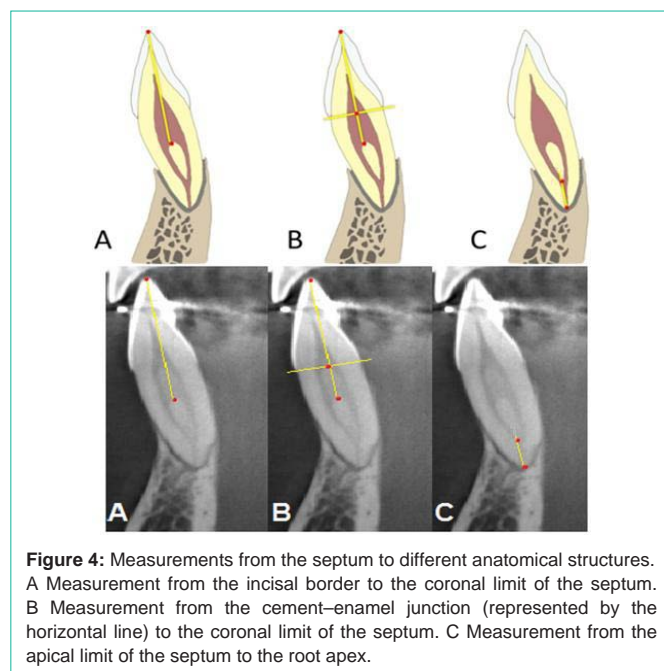 A B C
A B C
Figure 4: Measurements from the septum to different anatomical structures.
A Measurement from the incisal border to the coronal limit of the septum.
B Measurement from the cement–enamel junction (represented by the
horizontal line) to the coronal limit of the septum. C Measurement from the
apical limit of the septum to the root apex.